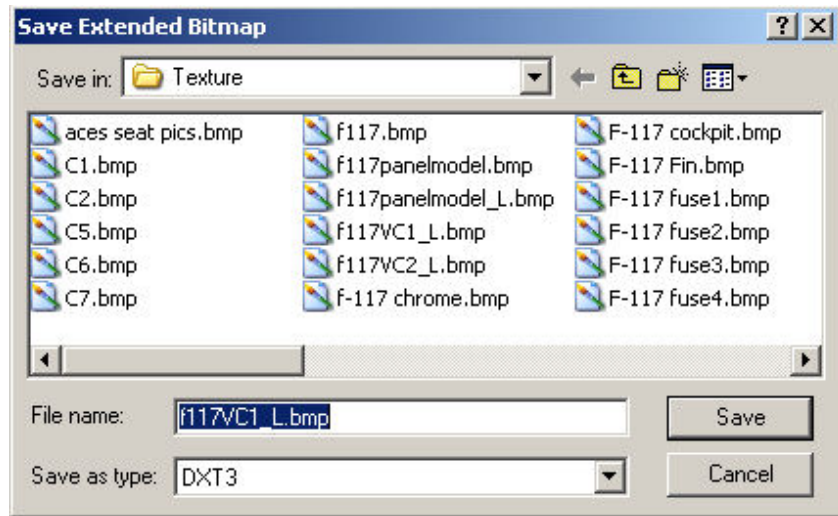 Save Extended Bitmap
Save in: Texture
aces seat pics.bmp
C1.bmp
C2.bmp
C5.bmp
C6.bmp
C7.bmp
f117.bmp
f117panelmodel.bmp
f117panelmodel_L.bmp
f117VC1_L.bmp
f117VC2_L.bmp
f-117 chrome.bmp
F-117 cockpit.bmp
F-117 Fin.bmp
F-117 fuse1.bmp
F-117 fuse2.bmp
F-117 fuse3.bmp
F-117 fuse4.bmp
File name: f117VC1_L.bmp Save
Save as type: DXT3 Cancel